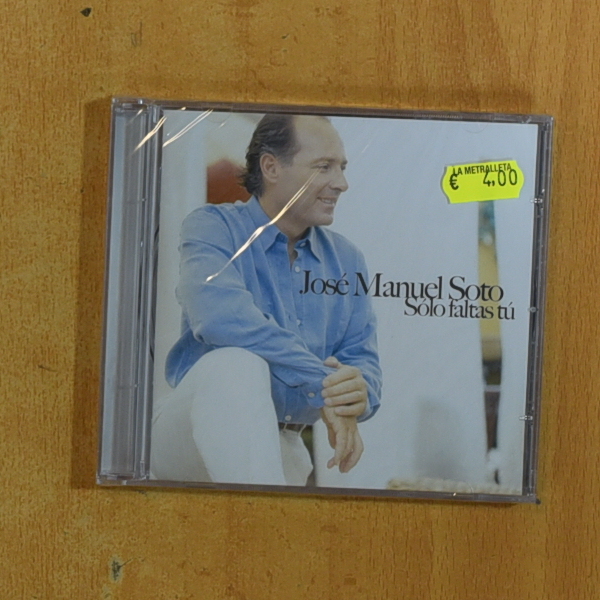 LA METRALLETA
€ 4,00
José Manuel Soto
Sólo faltas tú